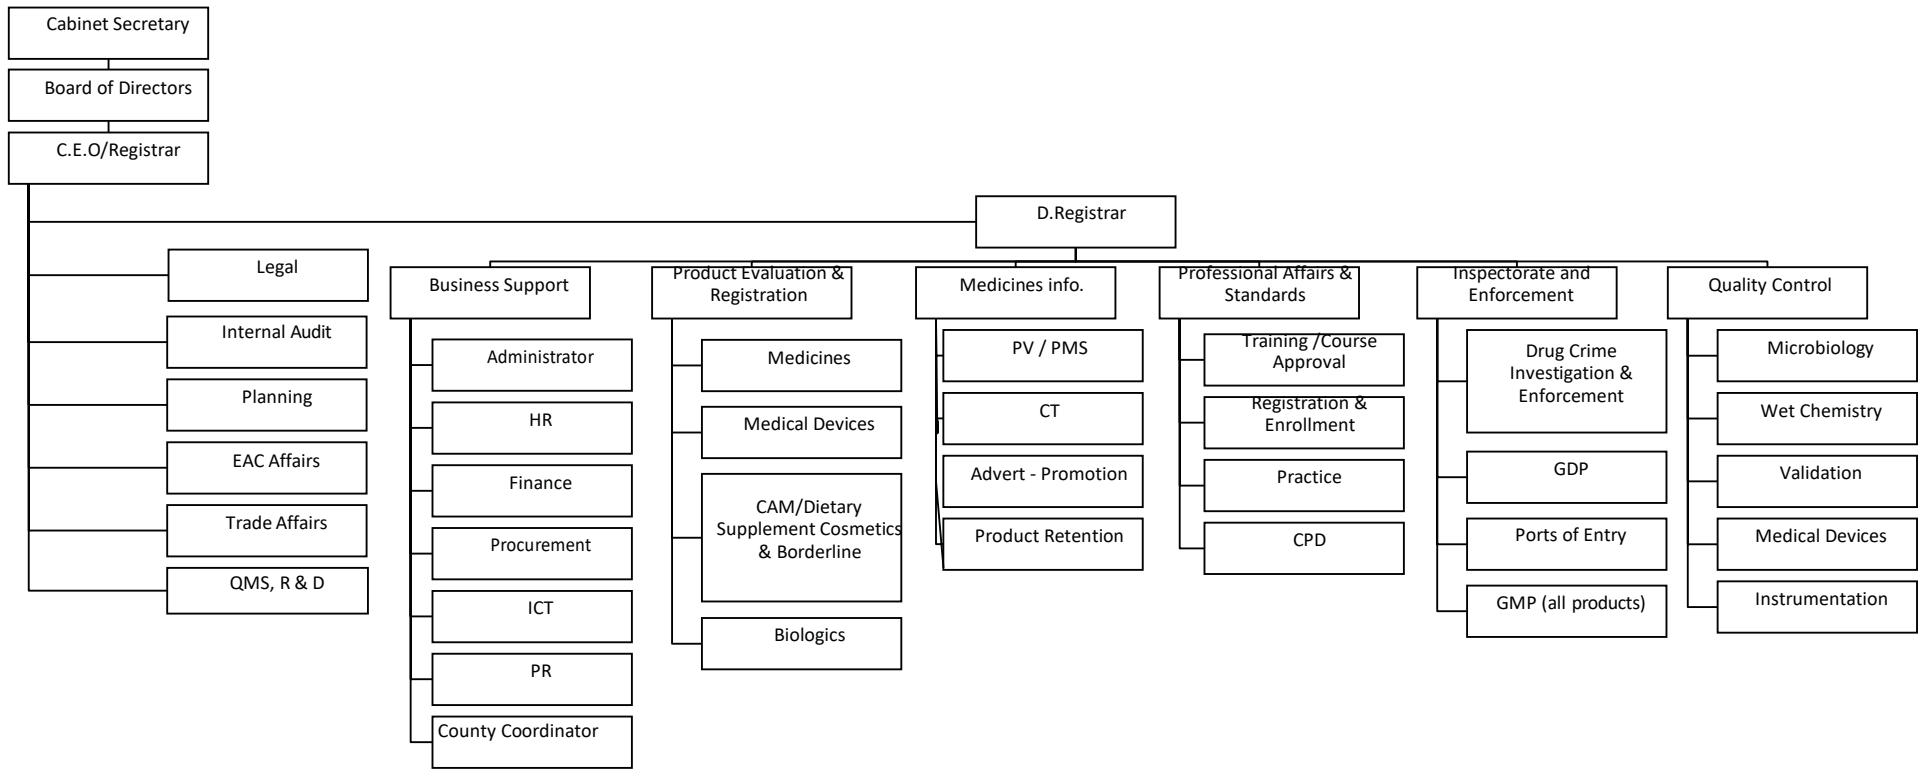 Cabinet Secretary
Board of Directors
C.E.O/Registrar
D.Registrar
Legal
Internal Audit
Planning
EAC Affairs
Trade Affairs
QMS, R & D
Business Support
Administrator
HR
Finance
Procurement
ICT
PR
County Coordinator
Product Evaluation &
Registration
Medicines
Medical Devices
CAM/Dietary
Supplement Cosmetics
& Borderline
Biologics
Medicines info.
PV / PMS
CT
Advert - Promotion
Product Retention
Professional Affairs &
Standards
Training /Course
Approval
Registration &
Enrollment
Practice
CPD
Inspectorate and
Enforcement
Drug Crime
Investigation &
Enforcement
GDP
Ports of Entry
GMP (all products)
Quality Control
Microbiology
Wet Chemistry
Validation
Medical Devices
Instrumentation